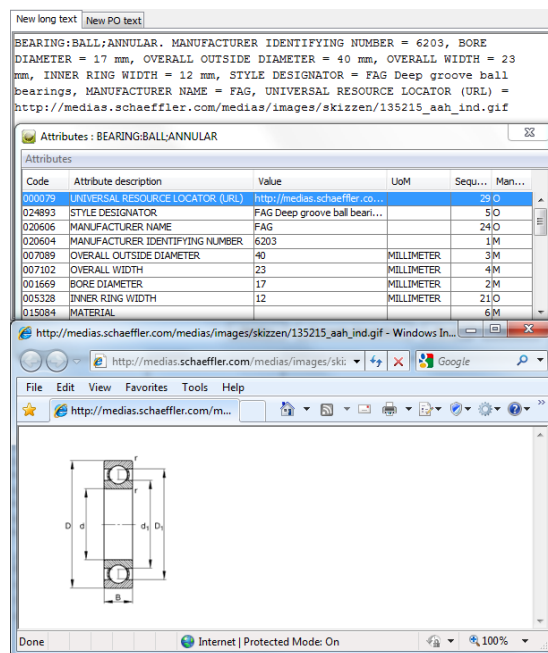 New long text New PO text
BEARING:BALL;ANNULAR. MANUFACTURER IDENTIFYING NUMBER = 6203, BORE
DIAMETER = 17 mm, OVERALL OUTSIDE DIAMETER = 40 mm, OVERALL WIDTH = 23
mm, INNER RING WIDTH = 12 mm, STYLE DESIGNATOR = FAG Deep groove ball
bearings, MANUFACTURER NAME = FAG, UNIVERSAL RESOURCE LOCATOR (URL) =
http://medias.schaeffler.com/medias/images/skizzen/135215_aah_ind.gif
Attributes : BEARING:BALL;ANNULAR
Attributes
Code Attribute description Value UoM Sequ... Man...
000079 UNIVERSAL RESOURCE LOCATOR (URL) http://medias.schaeffler.co... 29 O
024893 STYLE DESIGNATOR FAG Deep groove ball beari... 5 O
020606 MANUFACTURER NAME FAG 24 O
020604 MANUFACTURER IDENTIFYING NUMBER 6203 1 M
007089 OVERALL OUTSIDE DIAMETER 40 MILLIMETER 3 M
007102 OVERALL WIDTH 23 MILLIMETER 4 M
001669 BORE DIAMETER 17 MILLIMETER 2 M
005328 INNER RING WIDTH 12 MILLIMETER 21 O
015084 MATERIAL 6 M
http://medias.schaeffler.com/medias/images/skizzen/135215_aah_ind.gif - Windows In...
http://medias.schaeffler.com/medias/images/ski: Google
File Edit View Favorites Tools Help
http://medias.schaeffler.com/m...
r
r
D d d1 D1
B
Done Internet | Protected Mode: On 100%